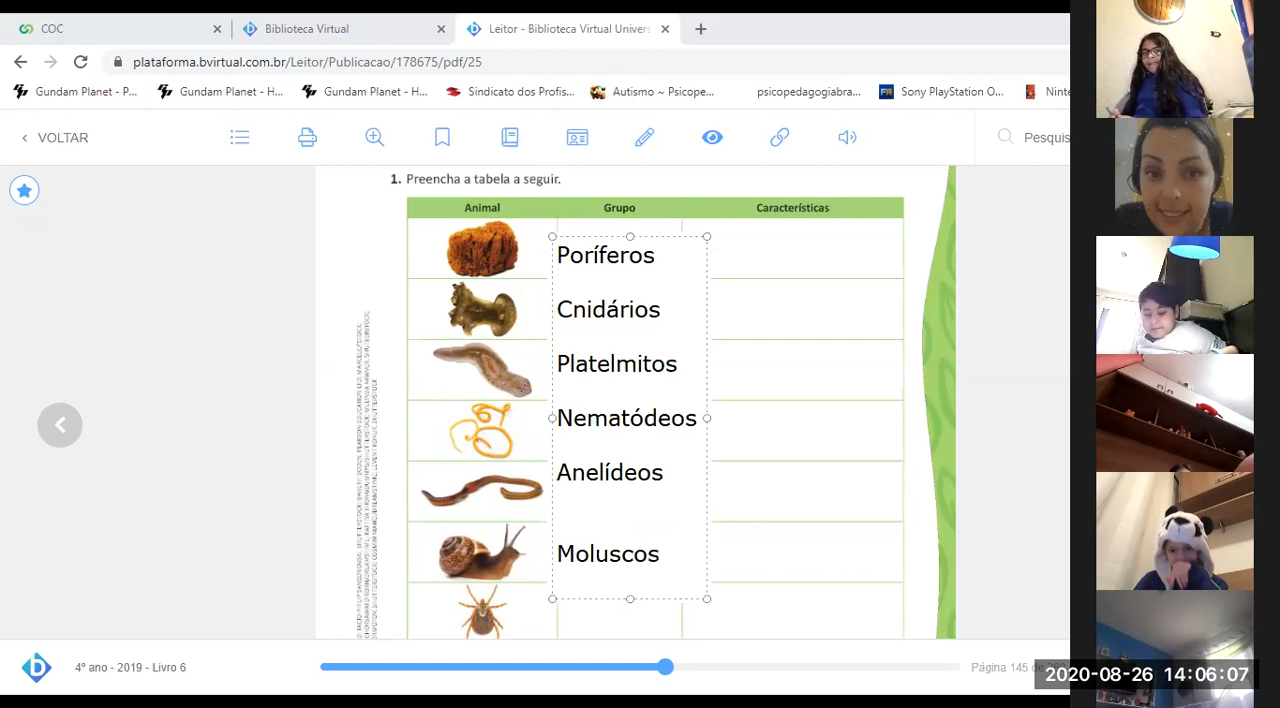 COC
Biblioteca Virtual
Leitor - Biblioteca Virtual Univers
plataforma.bvirtual.com.br/Leitor/Publicacao/178675/pdf/25
Gundam Planet - P...
Gundam Planet - H...
Gundam Planet - H...
Sindicato dos Profis...
Autismo ~ Psicope...
psicopedagogiabra...
Sony PlayStation O...
Ninte
VOLTAR
Pesquis
1. Preencha a tabela a seguir.
Animal Grupo Características
Poríferos
Cnidários
Platelmitos
Nematódeos
Anelídeos
Moluscos
4º ano - 2019 - Livro 6
Página 145 de
2020-08-26 14:06:07